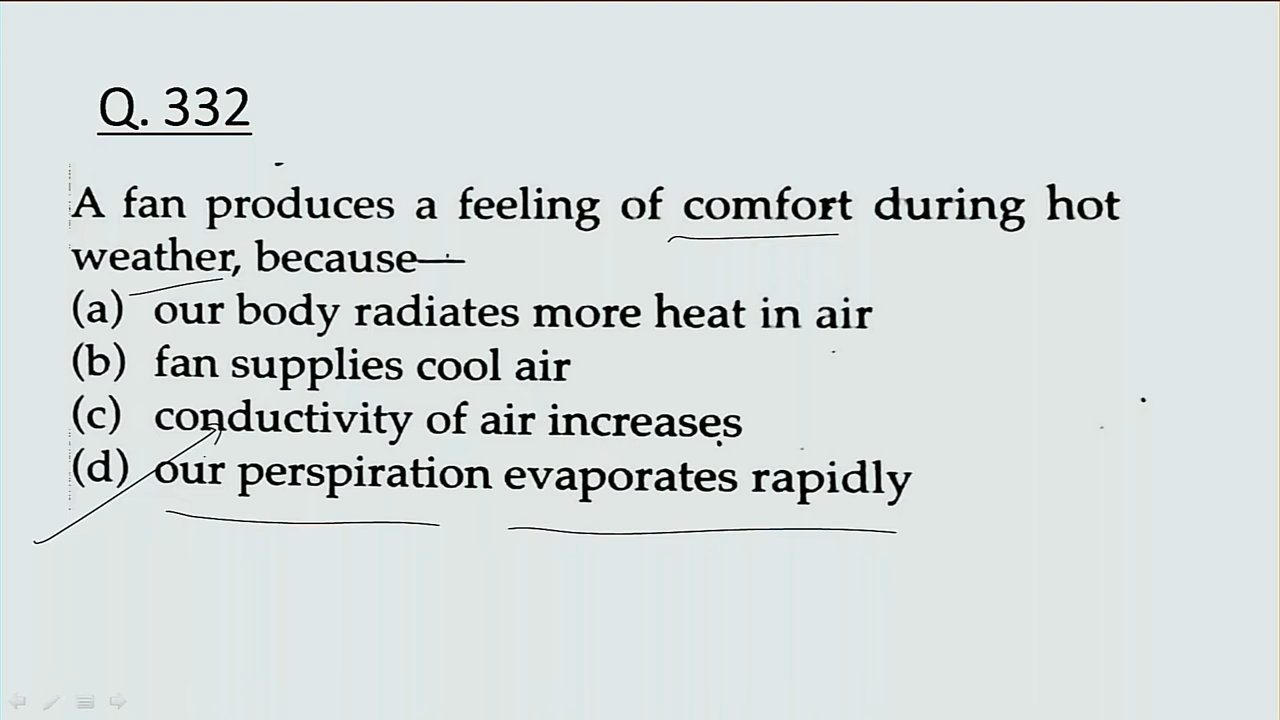 Q. 332
A fan produces a feeling of comfort during hot
weather, because—
(a) our body radiates more heat in air
(b) fan supplies cool air
(c) conductivity of air increases
(d) our perspiration evaporates rapidly